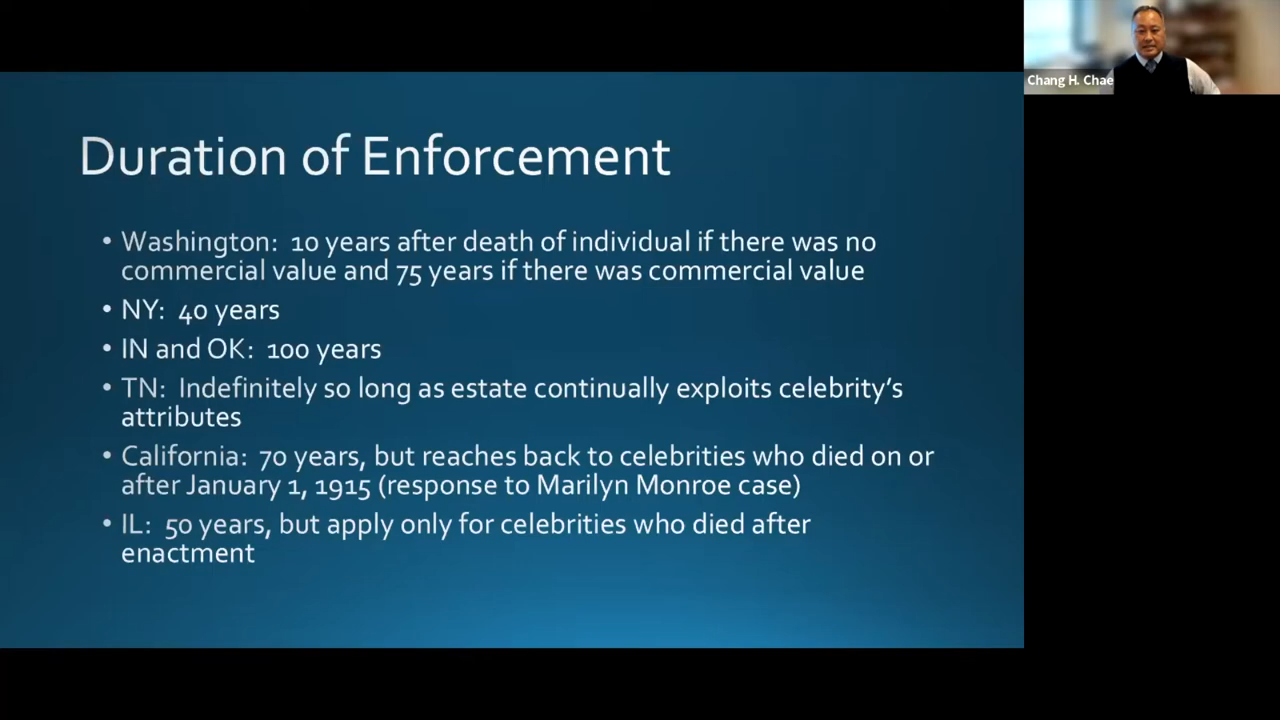 Duration of Enforcement
• Washington:  10 years after death of individual if there was no
commercial value and 75 years if there was commercial value
• NY:  40 years
• IN and OK:  100 years
• TN:  Indefinitely so long as estate continually exploits celebrity’s
attributes
• California:  70 years, but reaches back to celebrities who died on or
after January 1, 1915 (response to Marilyn Monroe case)
• IL:  50 years, but apply only for celebrities who died after
enactment
Chang H. Chae